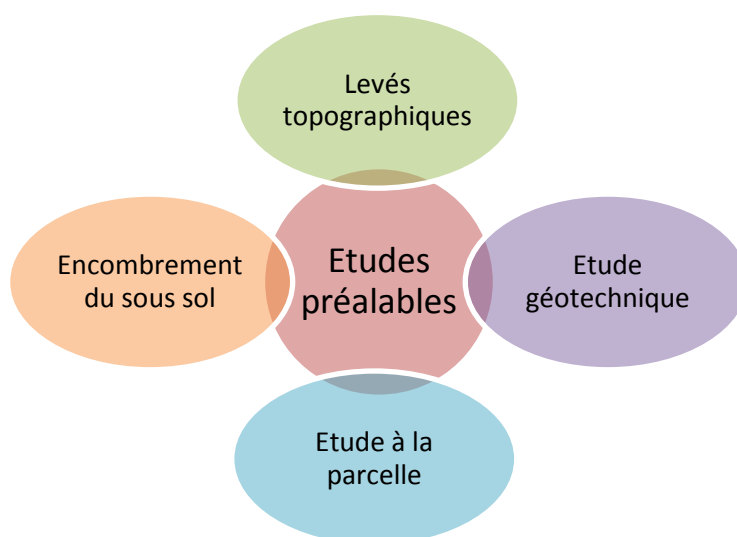 Levés
topographiques
Encombrement
du sous sol
Etudes
préalables
Etude
géotechnique
Etude à la
parcelle